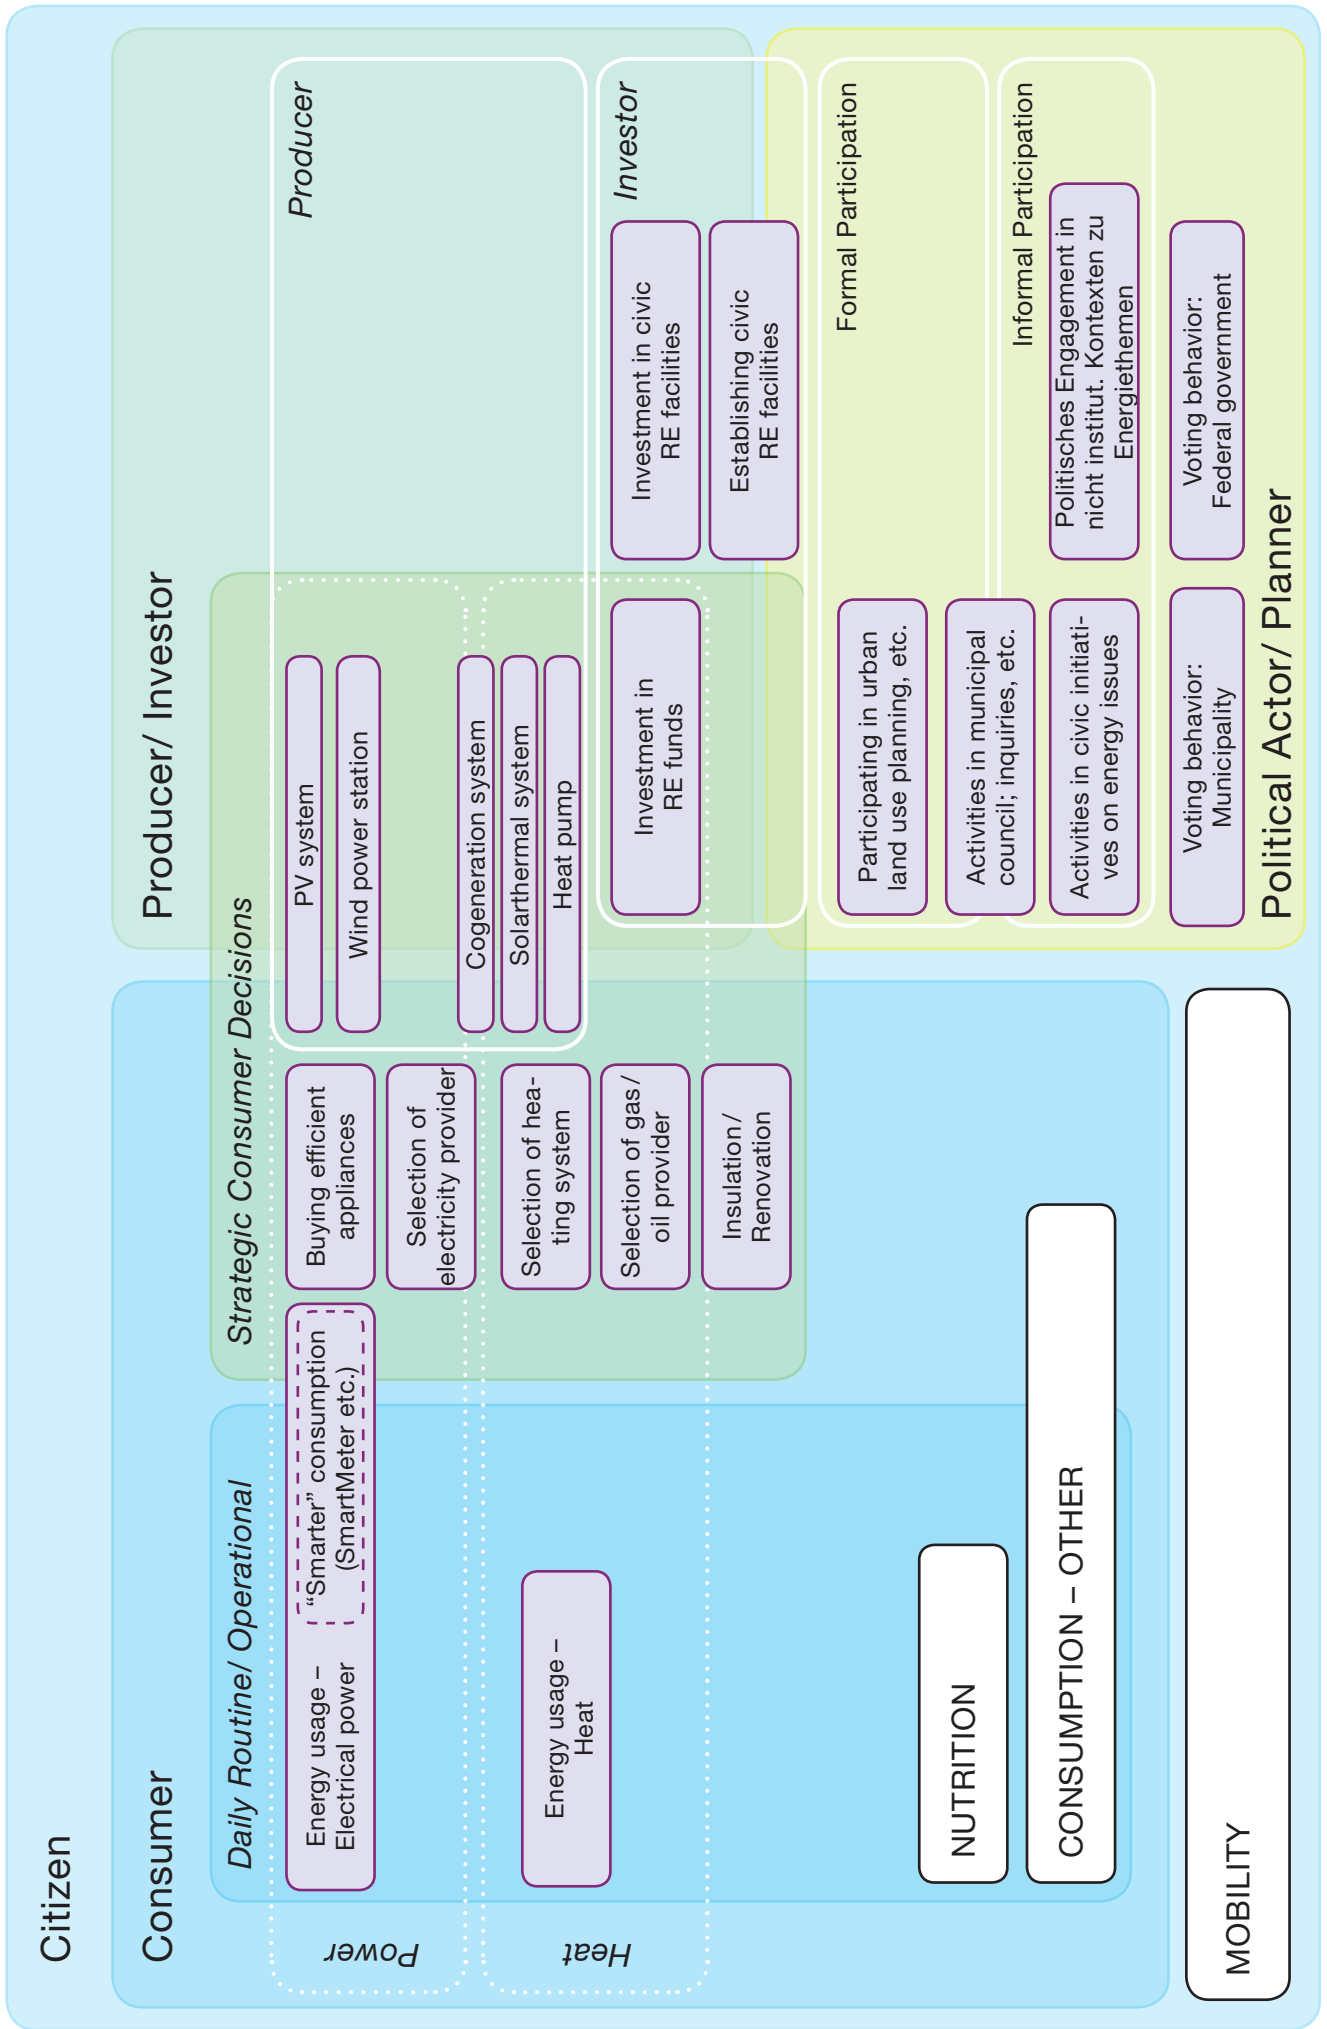 Citizen
Consumer
Producer/ Investor
Daily Routine/ Operational
Strategic Consumer Decisions
Power
Energy usage –
Electrical power
“Smarter” consumption
(SmartMeter etc.)
Buying efficient
appliances
Selection of
electricity provider
PV system
Wind power station
Producer
Heat
Energy usage –
Heat
Selection of hea-
ting system
Selection of gas/
oil provider
Insulation/
Renovation
Cogeneration system
Solarthermal system
Heat pump
Investor
Investment in
RE funds
Investment in civic
RE facilities
Establishing civic
RE facilities
Formal Participation
Participating in urban
land use planning, etc.
Activities in municipal
council; inquiries, etc.
Informal Participation
Activities in civic initiati-
ves on energy issues
Politisches Engagement in
nicht institut. Kontexten zu
Energiethemen
Voting behavior:
Municipality
Voting behavior:
Federal government
Political Actor/ Planner
NUTRITION
CONSUMPTION – OTHER
MOBILITY